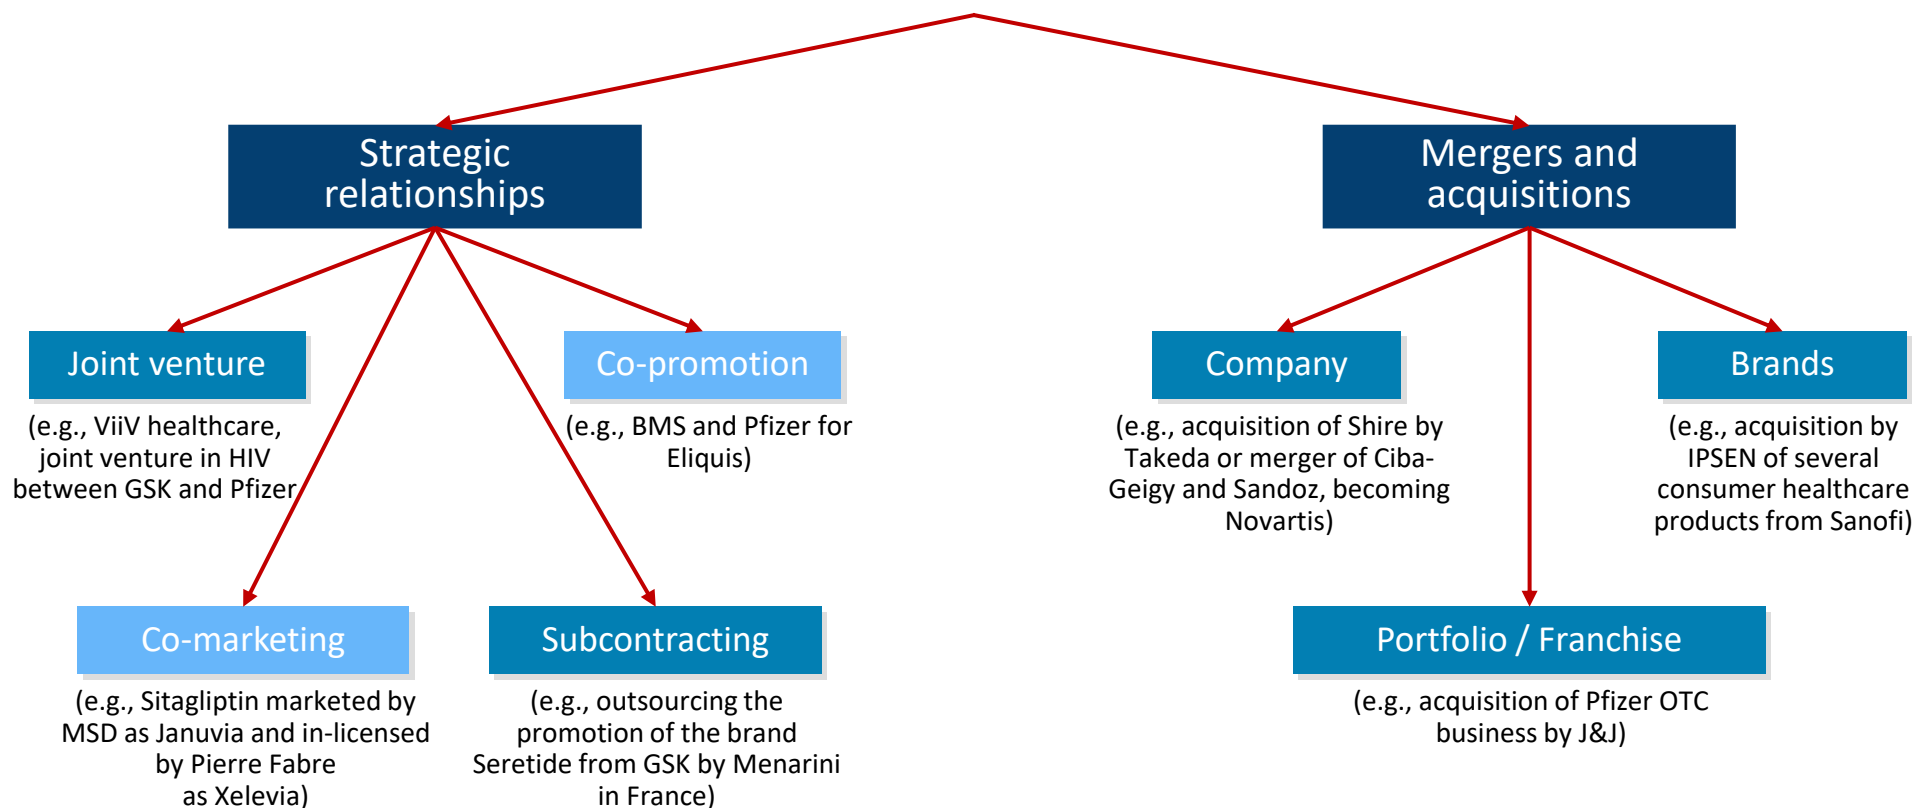 Strategic
relationships
Mergers and
acquisitions
Joint venture
(e.g., ViiV healthcare,
joint venture in HIV
between GSK and Pfizer
Co-promotion
(e.g., BMS and Pfizer for
Eliquis)
Company
(e.g., acquisition of Shire by
Takeda or merger of Ciba-
Geigy and Sandoz, becoming
Novartis)
Brands
(e.g., acquisition by
IPSEN of several
consumer healthcare
products from Sanofi)
Co-marketing
(e.g., Sitagliptin marketed by
MSD as Januvia and in-licensed
by Pierre Fabre
as Xelevia)
Subcontracting
(e.g., outsourcing the
promotion of the brand
Seretide from GSK by Menarini
in France)
Portfolio / Franchise
(e.g., acquisition of Pfizer OTC
business by J&J)